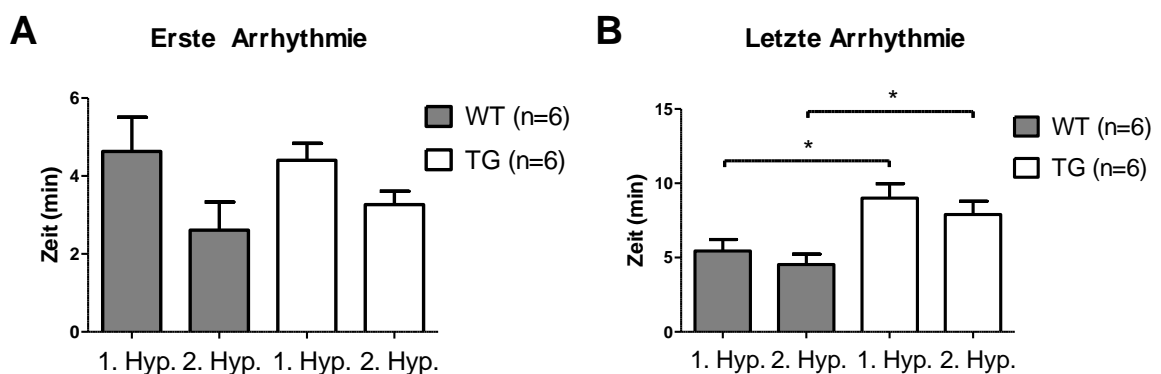 A
Erste Arrhythmie
Zeit (min)
6
4
2
0
1. Hyp. 2. Hyp. 1. Hyp. 2. Hyp.
WT (n=6)
TG (n=6)
B
Letzte Arrhythmie
Zeit (min)
15
10
5
0
*
*
1. Hyp. 2. Hyp. 1. Hyp. 2. Hyp.
WT (n=6)
TG (n=6)